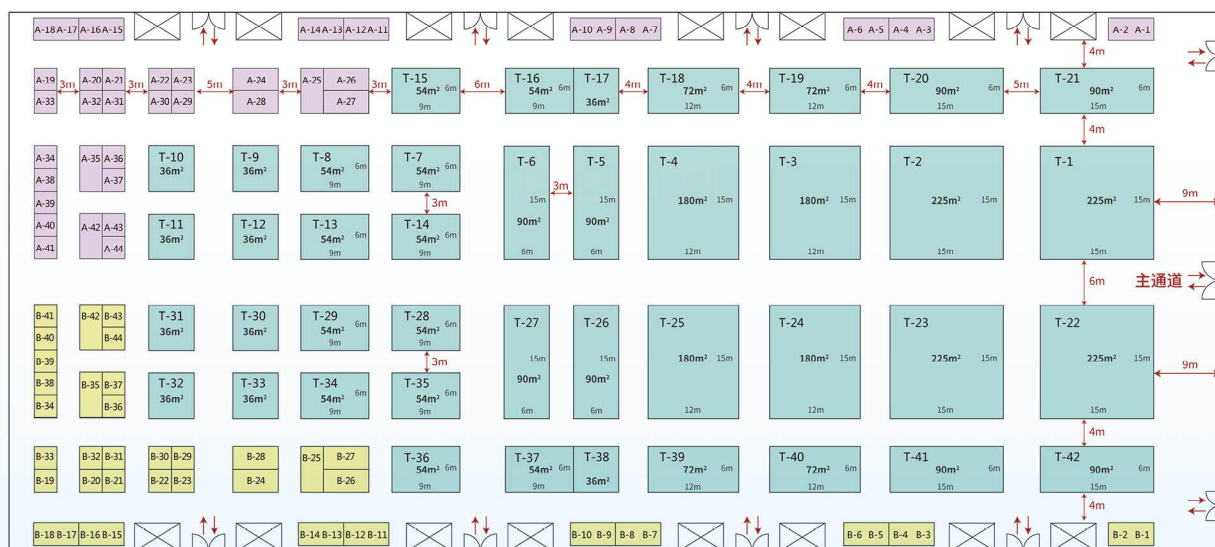 A-18 A-17 A-16 A-15 A-14 A-13 A-12 A-11 A-10 A-9 A-8 A-7 A-6 A-5 A-4 A-3 A-2 A-1
4m
A-19 3m A-20 A-21 3m A-22 A-23 5m A-24 3m A-25 A-26 3m T-15 54m² 6m 9m 6m T-16 54m² 6m 9m T-17 36m² 4m T-18 72m² 6m 12m 4m T-19 72m² 6m 12m 4m T-20 90m² 6m 15m 5m T-21 90m² 6m 15m
A-33 A-32 A-31 A-30 A-29 A-28 A-27
4m
A-34 A-35 A-36 T-10 36m² T-9 36m² T-8 54m² 6m 9m T-7 54m² 6m 9m T-6 15m 90m² 6m 3m T-5 15m 90m² 6m T-4 180m² 15m 12m T-3 180m² 15m 12m T-2 225m² 15m 15m T-1 225m² 15m 15m 9m
A-38 A-37
A-39 3m
A-40 A-42 A-43 T-11 36m² T-12 36m² T-13 54m² 6m 9m T-14 54m² 6m 9m
A-41 A-44
主通道
6m
B-41 B-42 B-43 T-31 36m² T-30 36m² T-29 54m² 6m 9m T-28 54m² 6m 9m T-27 15m 90m² 6m T-26 15m 90m² 6m T-25 180m² 15m 12m T-24 180m² 15m 12m T-23 225m² 15m 15m T-22 225m² 15m 15m 9m
B-40 B-44
B-39 3m
B-38 B-35 B-37 T-32 36m² T-33 36m² T-34 54m² 6m 9m T-35 54m² 6m 9m
B-34 B-36
4m
B-33 B-32 B-31 B-30 B-29 B-28 B-25 B-27 T-36 54m² 6m 9m T-37 54m² 6m 9m T-38 36m² T-39 72m² 6m 12m T-40 72m² 6m 12m T-41 90m² 6m 15m T-42 90m² 6m 15m
B-19 B-20 B-21 B-22 B-23 B-24 B-26
4m
B-18 B-17 B-16 B-15 B-14 B-13 B-12 B-11 B-10 B-9 B-8 B-7 B-6 B-5 B-4 B-3 B-2 B-1